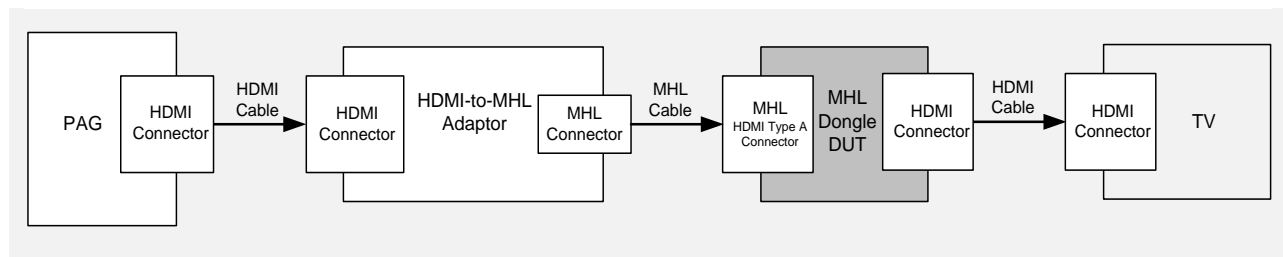 PAG
HDMI
Connector
HDMI
Cable
HDMI
Connector
HDMI-to-MHL
Adaptor
MHL
Connector
MHL
Cable
MHL
HDMI Type A
Connector
MHL
Dongle
DUT
HDMI
Connector
HDMI
Cable
HDMI
Connector
TV